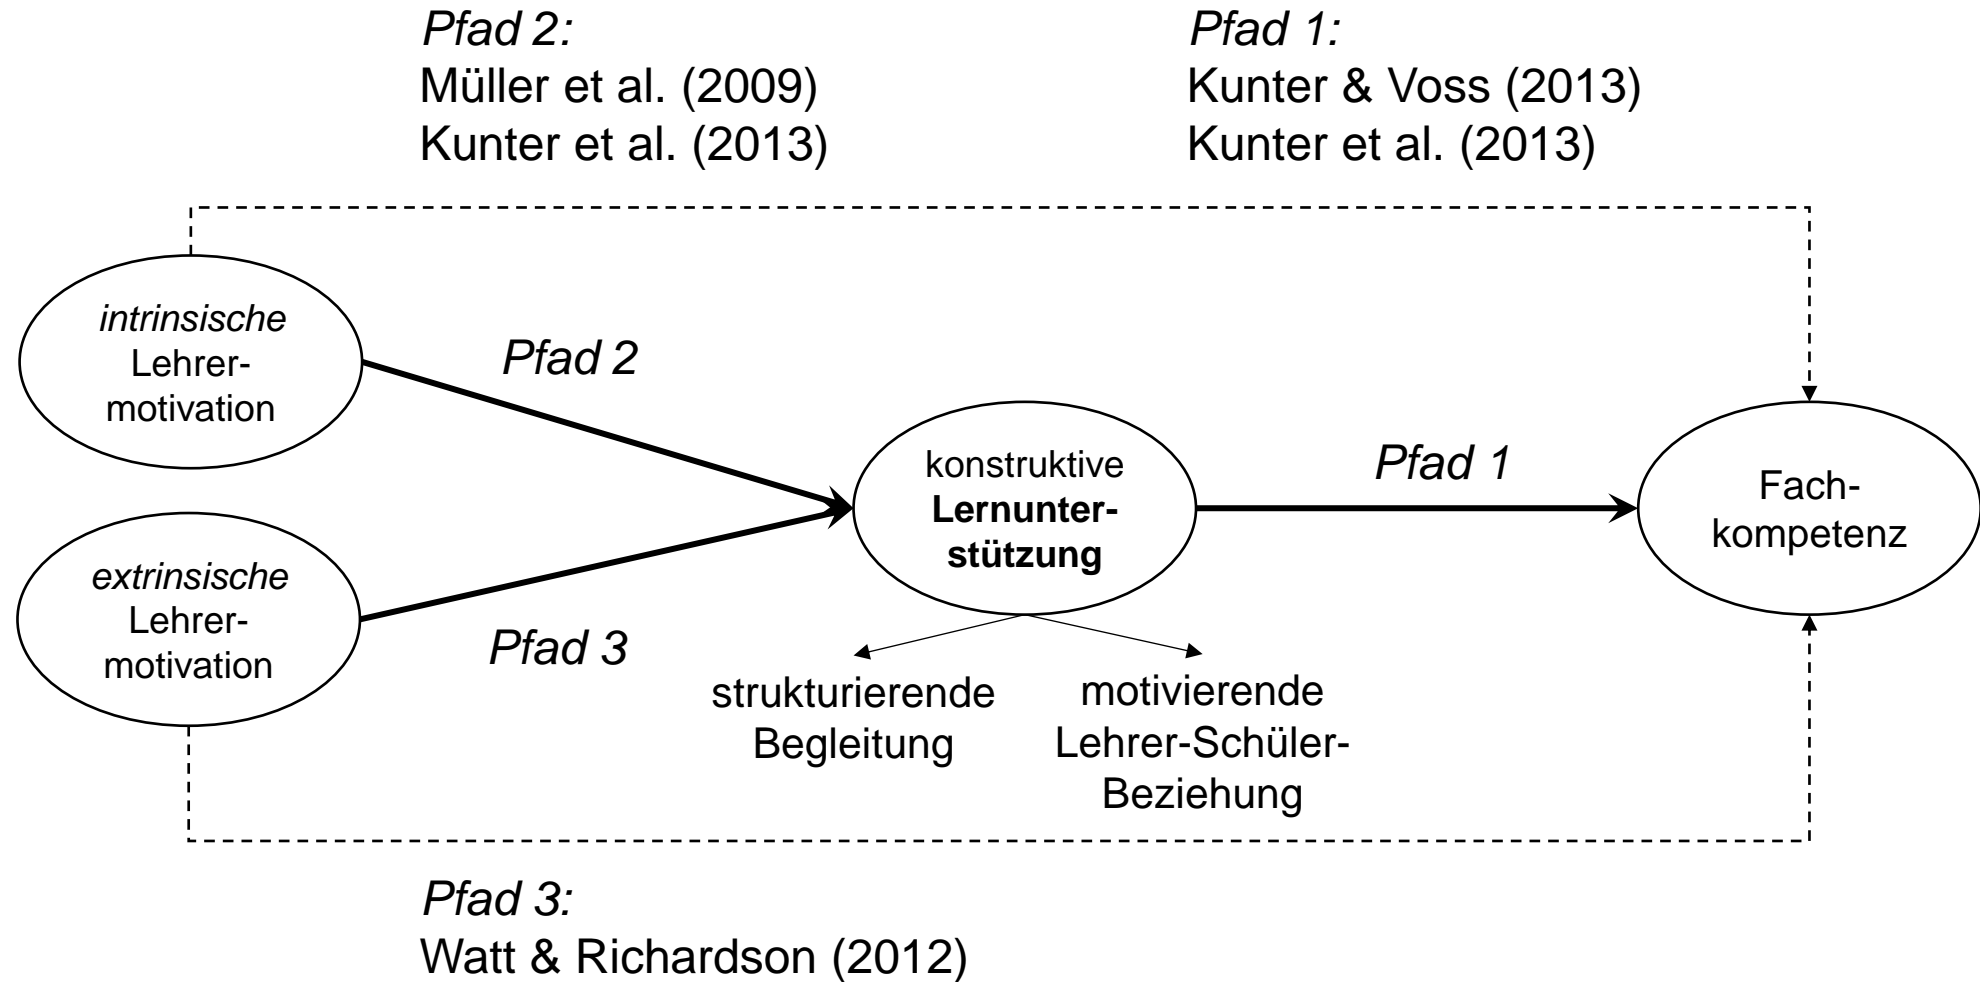 Pfad 2:
Müller et al. (2009)
Kunter et al. (2013)
Pfad 1:
Kunter & Voss (2013)
Kunter et al. (2013)
intrinsische
Lehrer-
motivation
Pfad 2
extrinsische
Lehrer-
motivation
Pfad 3
konstruktive
Lernunter-
stützung
Pfad 1
Fach-
kompetenz
strukturierende
Begleitung
motivierende
Lehrer-Schüler-
Beziehung
Pfad 3:
Watt & Richardson (2012)